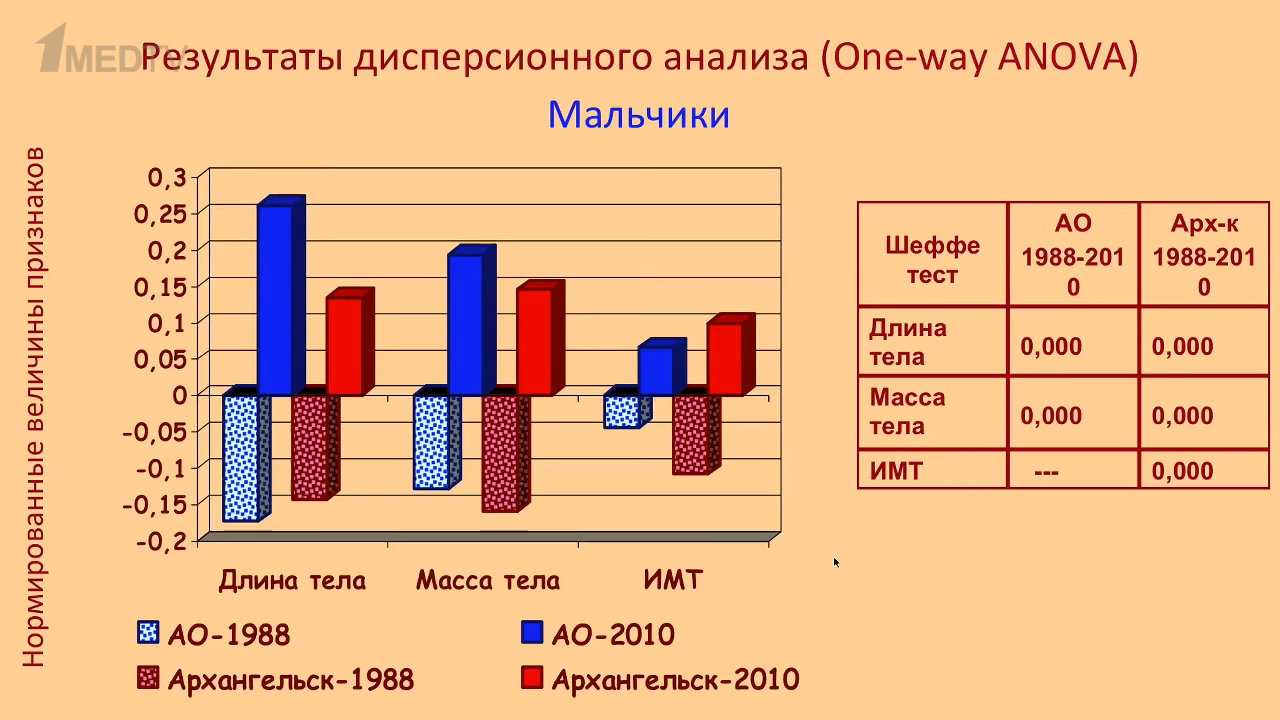 1MEDTV
Результаты дисперсионного анализа (One-way ANOVA)
Мальчики
Нормированные величины признаков
0,3
0,25
0,2
0,15
0,1
0,05
0
-0,05
-0,1
-0,15
-0,2
Длина тела
Масса тела
ИМТ
АО-1988
АО-2010
Архангельск-1988
Архангельск-2010
Шеффе
тест
АО
1988-201
0
Арх-к
1988-201
0
Длина
тела
0,000
0,000
Масса
тела
0,000
0,000
ИМТ
---
0,000